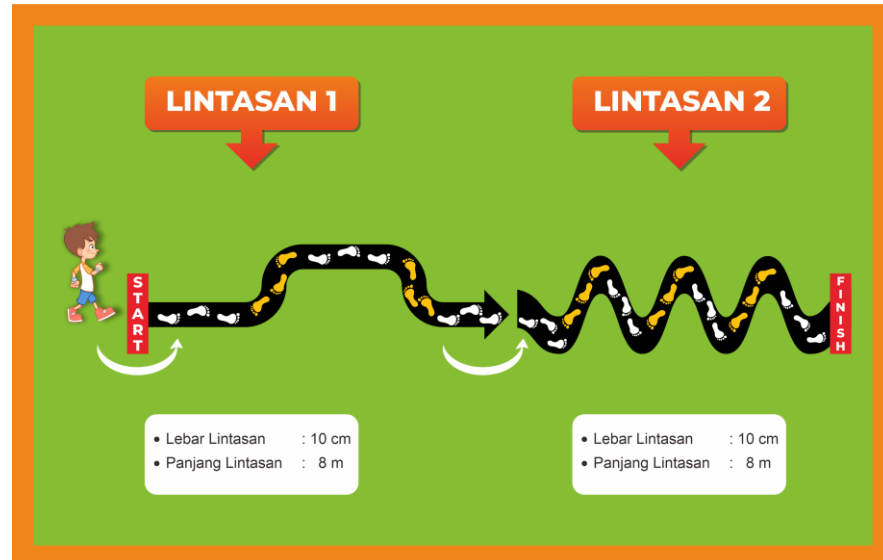 LINTASAN 1
LINTASAN 2
START
FINISH
• Lebar Lintasan : 10 cm
• Panjang Lintasan : 8 m
• Lebar Lintasan : 10 cm
• Panjang Lintasan : 8 m